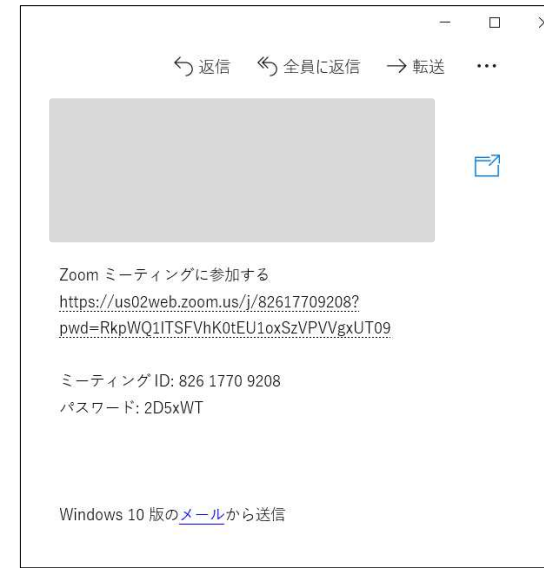 返信 全員に返信 転送 …
Zoom ミーティングに参加する
https://us02web.zoom.us/j/82617709208?
pwd=RkpWQ1lTSFVhK0tEU1oxSzVPVVgxUT09
ミーティング ID: 826 1770 9208
パスワード: 2D5xWT
Windows 10 版のメールから送信